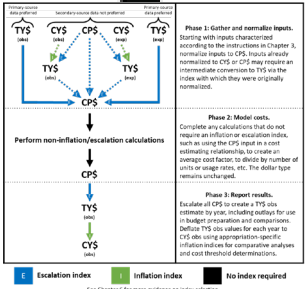 Primary source
data preferred
Secondary source data not preferred
Primary source
data preferred
TY$ CY$ CP$ CY$ TY$
(obs) (obs) (exp) (exp)
TY$ TY$
(obs) (exp)
CP$
Phase 1: Gather and normalize inputs.
Starting with inputs characterized
according to the instructions in Chapter 3,
normalize inputs to CP$. Inputs already
normalized to CY$ or CP$ may require an
intermediate conversion to TY$ via the
index with which they were originally
normalized.
Perform non-inflation/escalation calculations
CP$
Phase 2: Model costs.
Complete any calculations that do not
require an inflation or escalation index,
such as using the CP$ input in a cost
estimating relationship, to create an
average cost factor, to divide by number of
units or usage rates, etc. The dollar type
remains unchanged.
TY$
(obs)
CY$
(obs)
Phase 3: Report results.
Escalate all CP$ to create a TY$ obs
estimate by year, including outlays for use
in budget preparation and comparisons.
Deflate TY$ obs values for each year to
CY$ obs using appropriation-specific
inflation indices for comparative analyses
and cost threshold determinations.
E Escalation index I Inflation index No index required